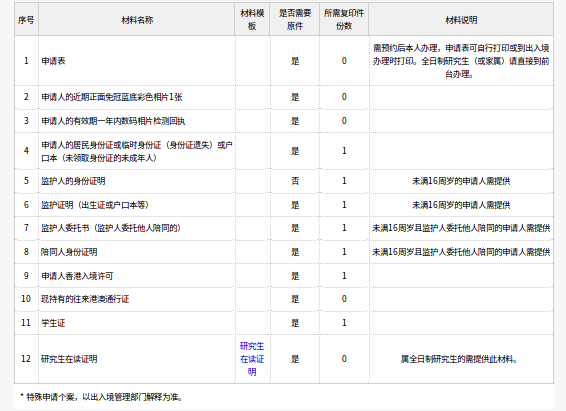 序号 材料名称 材料模板 是否需要原件 所需复印件份数 材料说明
1 申请表 是 0 需预约后本人办理，申请表可自行打印或到出入境
办理时打印。全日制研究生（或家属）请直接到前
台办理。
2 申请人的近期正面免冠蓝底彩色相片1张 是 0
3 申请人的有效期一年内数码相片检测回执 是 0
4 申请人的居民身份证或临时身份证（身份证遗失）或户
口本（未领取身份证的未成年人） 是 1
5 监护人的身份证明 否 1 未满16周岁的申请人需提供
6 监护证明（出生证或户口本等） 是 1 未满16周岁的申请人需提供
7 监护人委托书（监护人委托他人陪同的） 是 1 未满16周岁且监护人委托他人陪同的申请人需提供
8 陪同人身份证明 是 1 未满16周岁且监护人委托他人陪同的申请人需提供
9 申请人香港入境许可 是 1
10 现持有的往来港澳通行证 是 0
11 学生证 是 1
12 研究生在读证明 研究生
在读证
明 是 0 属全日制研究生的需提供此材料。
* 特殊申请个案，以出入境管理部门解释为准。